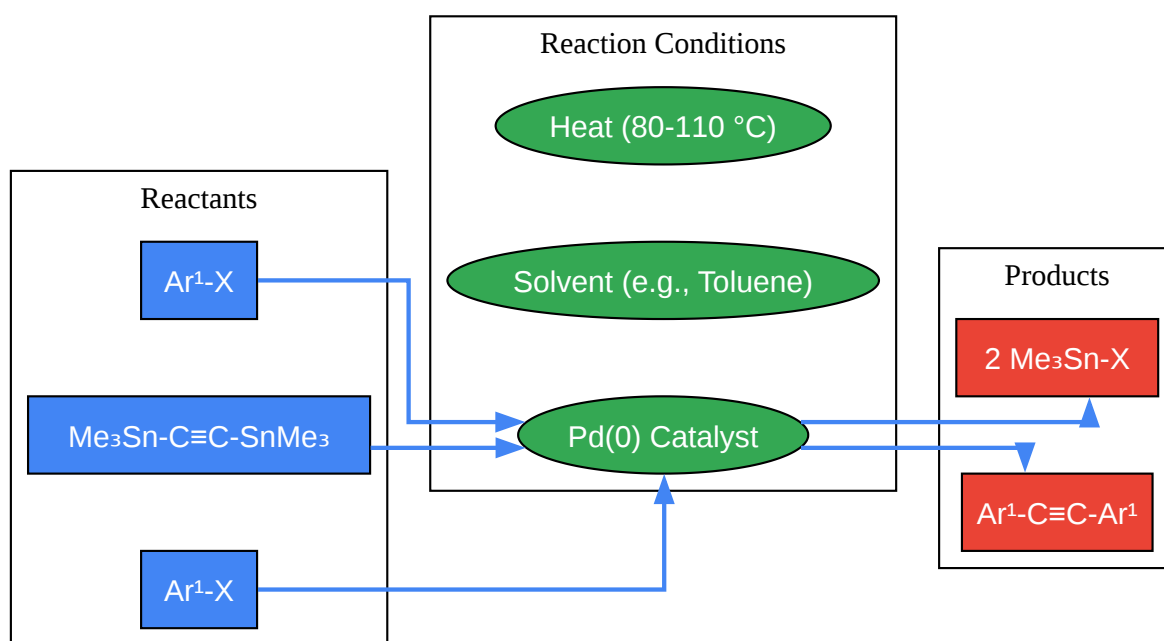 Reaction Conditions
Heat (80-110 °C)
Solvent (e.g., Toluene)
Pd(0) Catalyst
Reactants
Ar¹-X
Me₃Sn-C≡C-SnMe₃
Ar¹-X
Products
2 Me₃Sn-X
Ar¹-C≡C-Ar¹